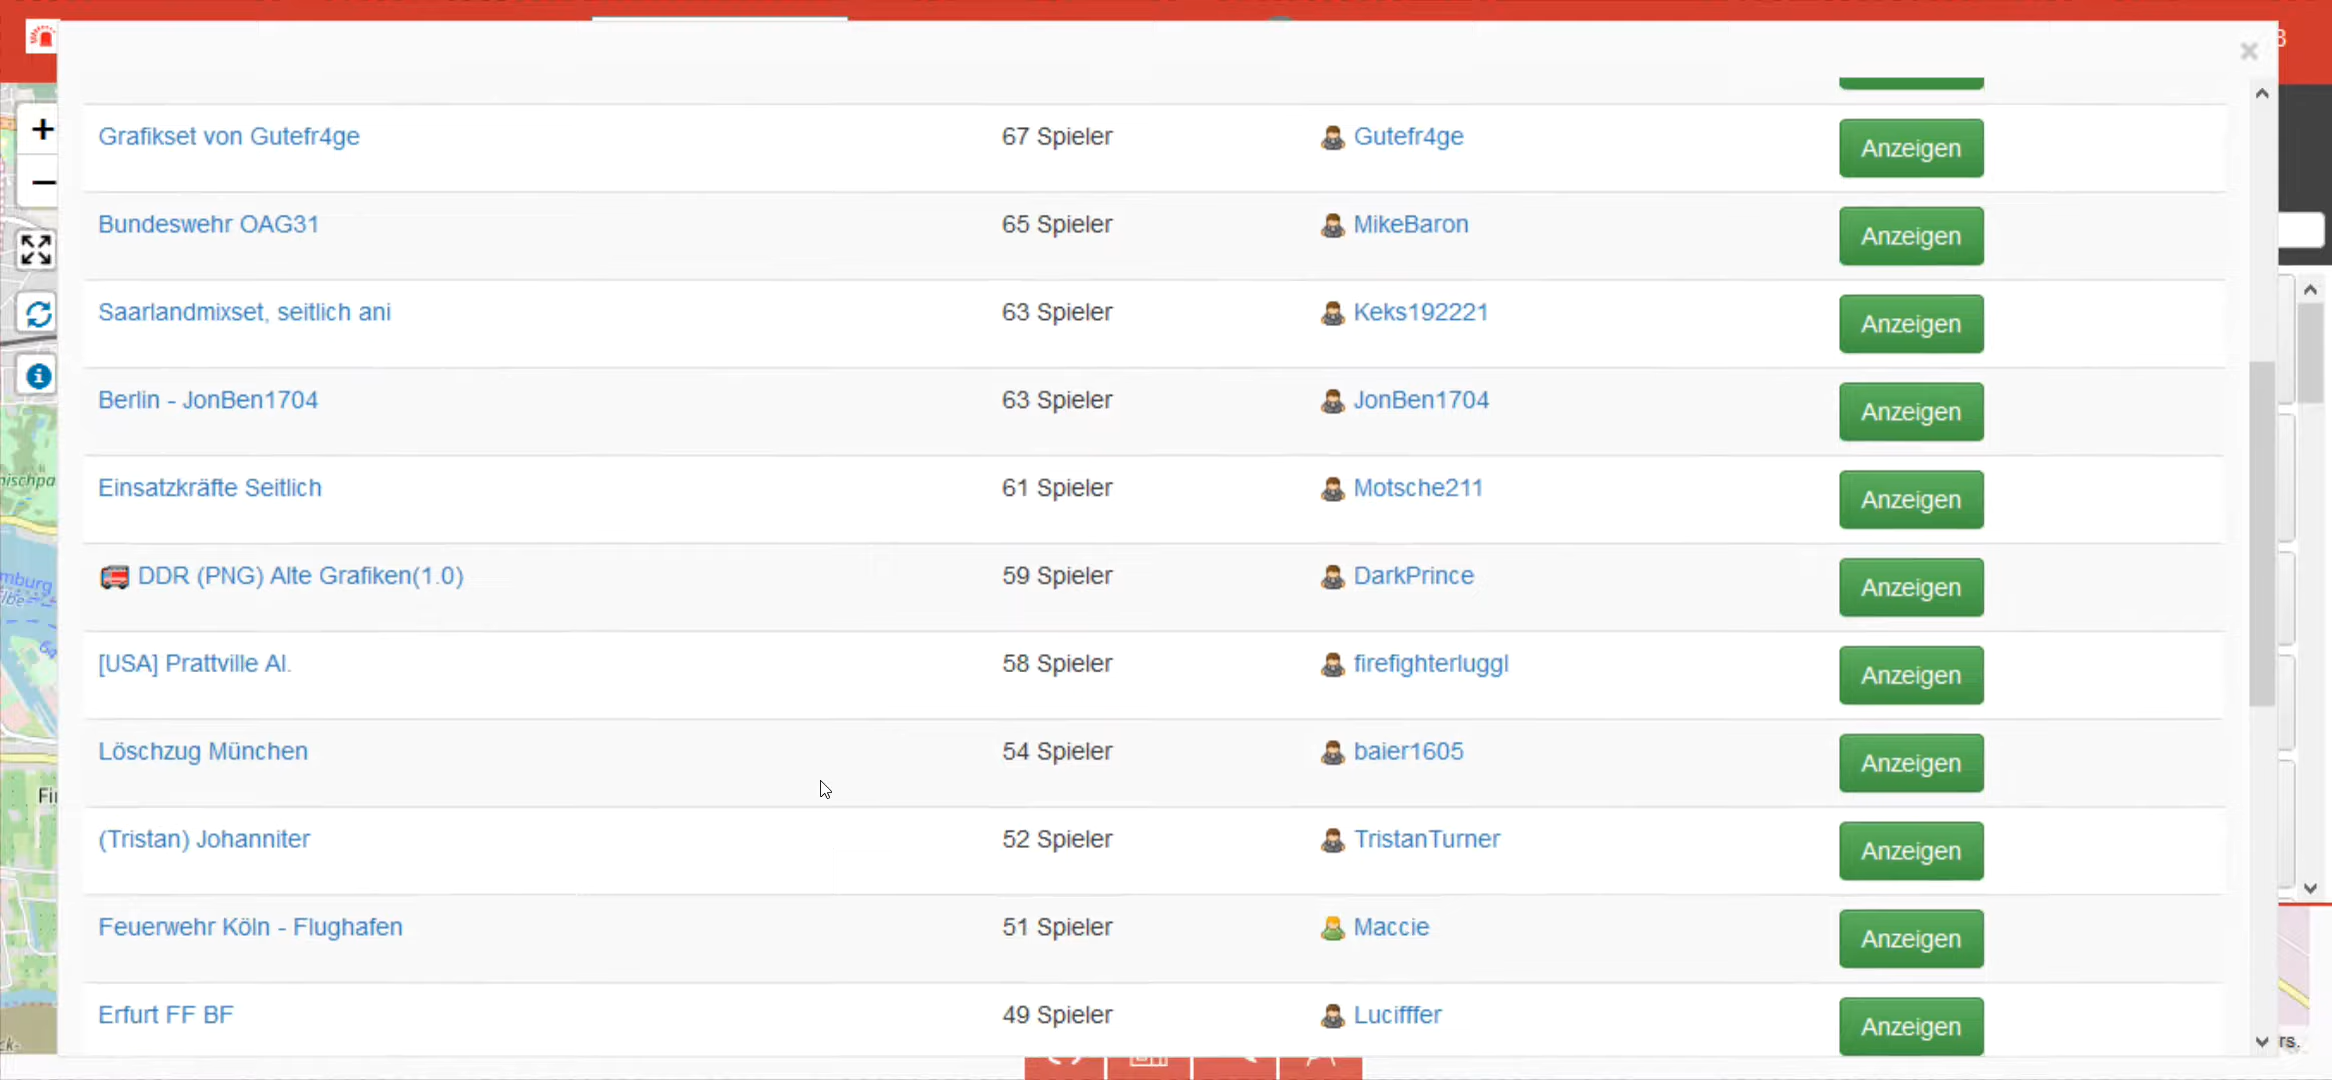 ×
Grafikset von Gutefr4ge 67 Spieler Gutefr4ge Anzeigen
Bundeswehr OAG31 65 Spieler MikeBaron Anzeigen
Saarlandmixset, seitlich ani 63 Spieler Keks192221 Anzeigen
Berlin - JonBen1704 63 Spieler JonBen1704 Anzeigen
Einsatzkräfte Seitlich 61 Spieler Motsche211 Anzeigen
DDR (PNG) Alte Grafiken(1.0) 59 Spieler DarkPrince Anzeigen
[USA] Prattville Al. 58 Spieler firefighterluggl Anzeigen
Löschzug München 54 Spieler baier1605 Anzeigen
(Tristan) Johanniter 52 Spieler TristanTurner Anzeigen
Feuerwehr Köln - Flughafen 51 Spieler Maccie Anzeigen
Erfurt FF BF 49 Spieler Lucifffer Anzeigen
+
−